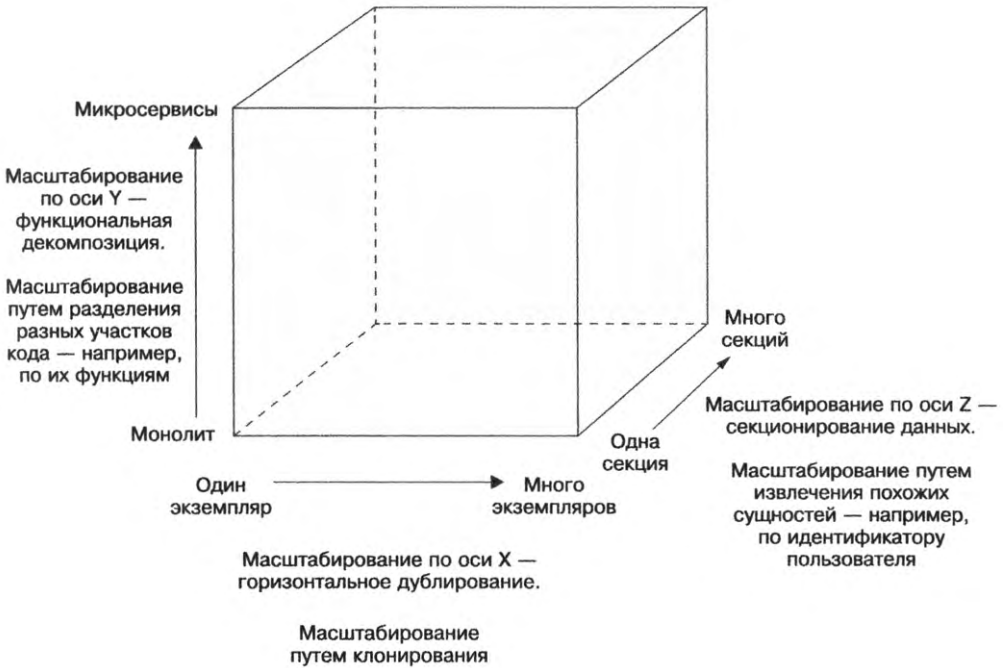 Микросервисы
Масштабирование
по оси Y —
функциональная
декомпозиция.
Масштабирование
путем разделения
разных участков
кода — например,
по их функциям
Монолит
Один
экземпляр
Много
экземпляров
Масштабирование по оси X —
горизонтальное дублирование.
Масштабирование
путем клонирования
Одна
секция
Много
секций
Масштабирование по оси Z —
секционирование данных.
Масштабирование путем
извлечения похожих
сущностей — например,
по идентификатору
пользователя